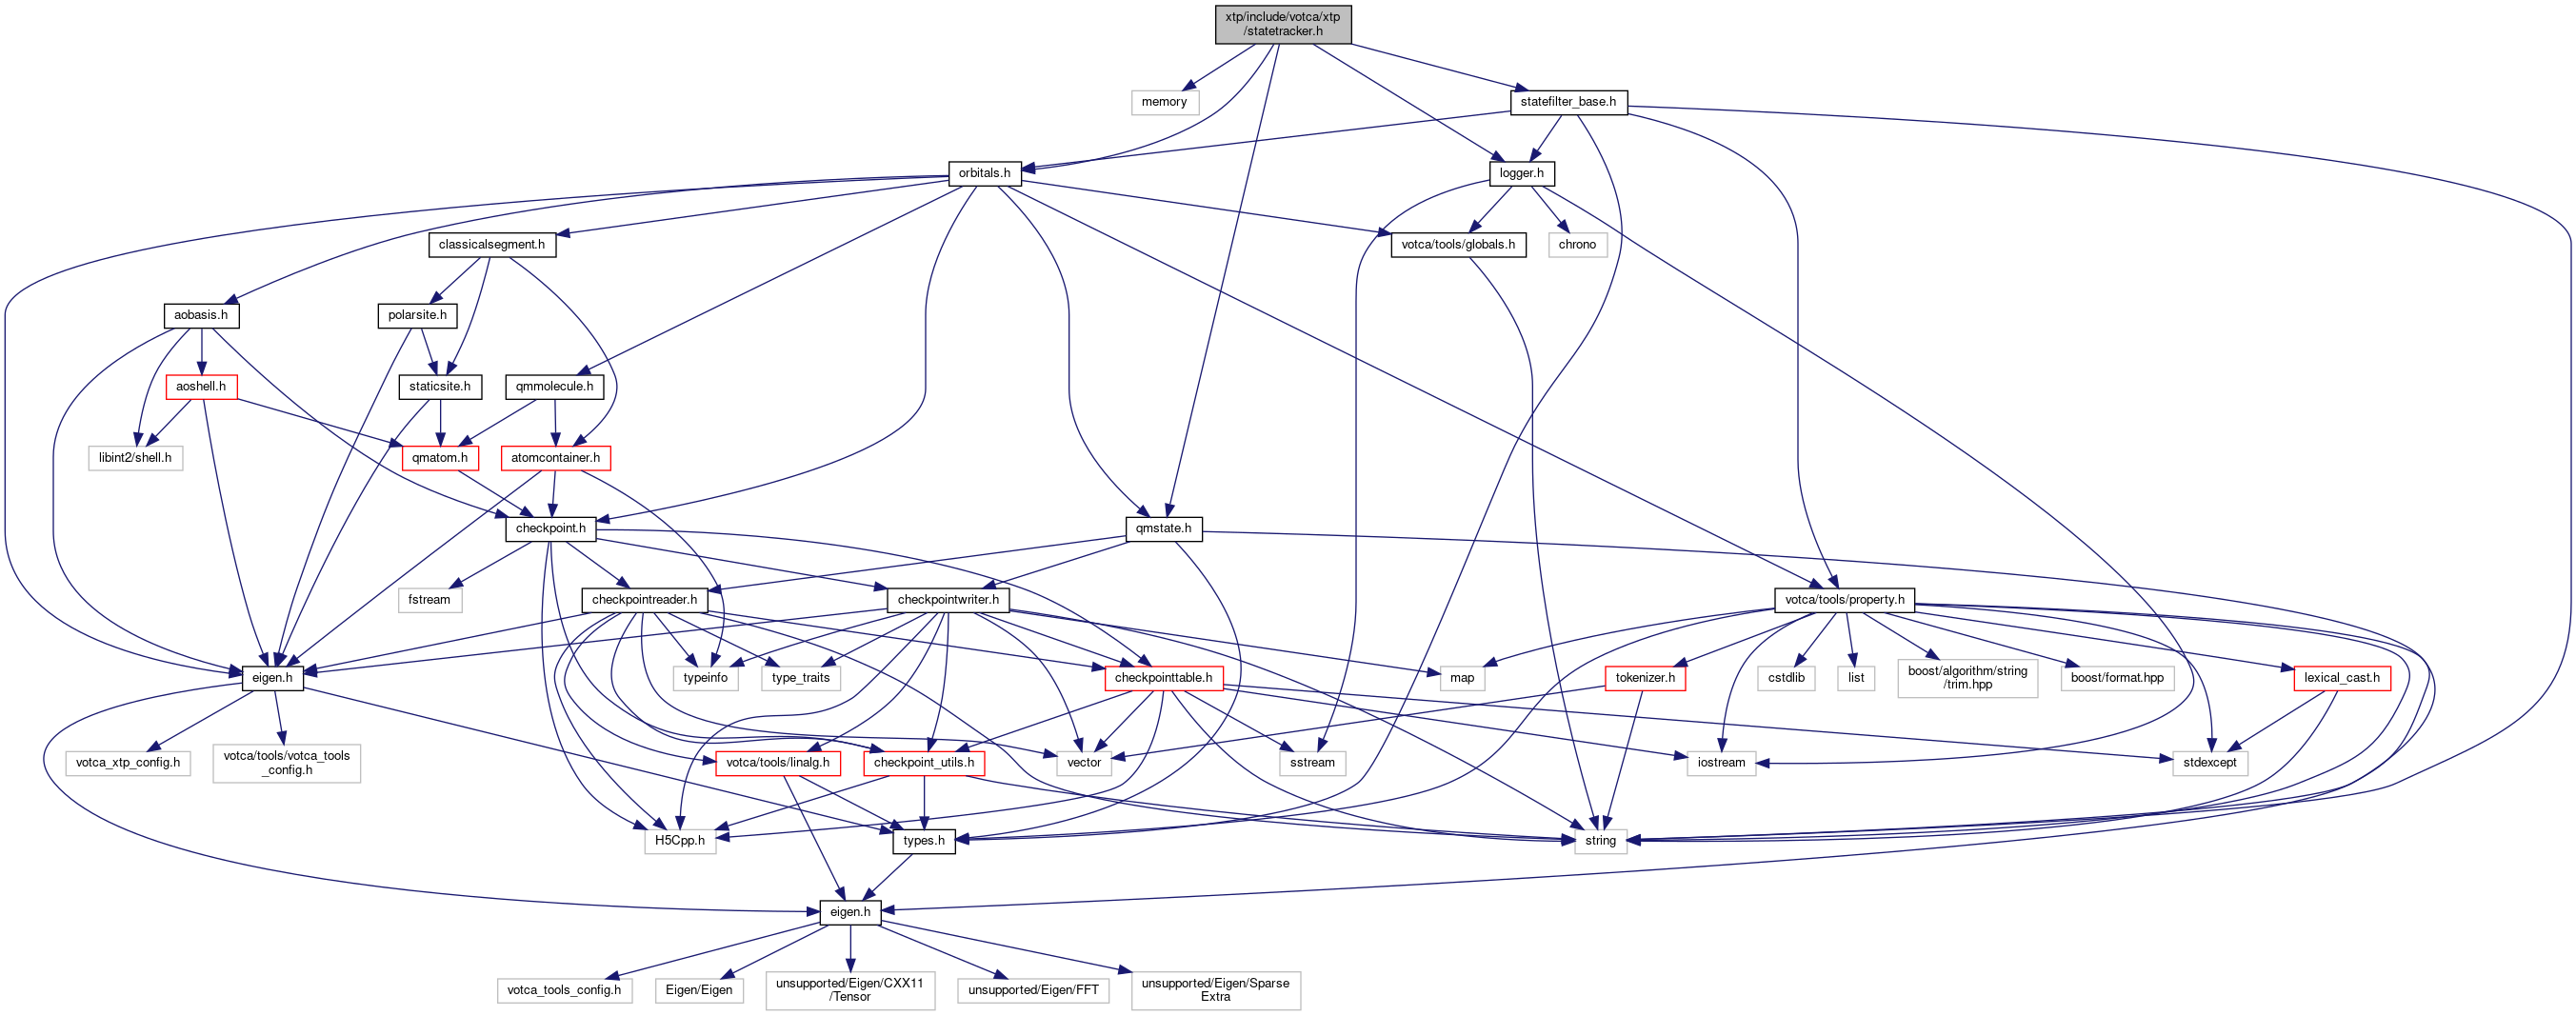 xtp/include/votca/xtp
/statetracker.h
memory
statefilter_base.h
orbitals.h
logger.h
classicalsegment.h
votca/tools/globals.h
chrono
aobasis.h
polarsite.h
aoshell.h
staticsite.h
qmmolecule.h
libint2/shell.h
qmatom.h
atomcontainer.h
checkpoint.h
qmstate.h
fstream
checkpointreader.h
checkpointwriter.h
votca/tools/property.h
eigen.h
typeinfo
type_traits
checkpointtable.h
map
tokenizer.h
cstdlib
list
boost/algorithm/string
/trim.hpp
boost/format.hpp
lexical_cast.h
votca_xtp_config.h
votca/tools/votca_tools
_config.h
votca/tools/linalg.h
checkpoint_utils.h
vector
sstream
iostream
stdexcept
H5Cpp.h
types.h
string
eigen.h
votca_tools_config.h
Eigen/Eigen
unsupported/Eigen/CXX11
/Tensor
unsupported/Eigen/FFT
unsupported/Eigen/Sparse
Extra